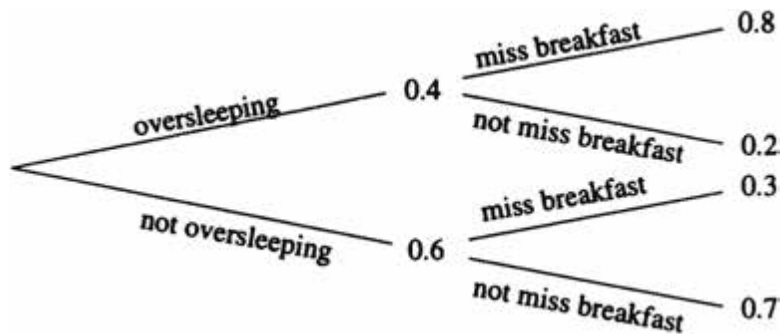 0.8
miss breakfast
0.4
oversleeping
not miss breakfast
0.2
miss breakfast
0.3
not oversleeping
0.6
not miss breakfast
0.7